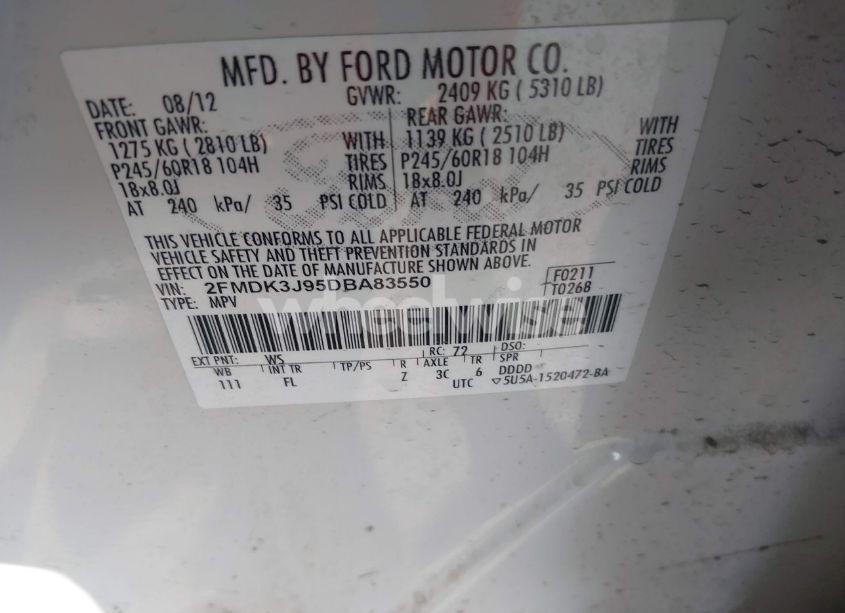 MFD. BY FORD MOTOR CO.
DATE: 08/12 GVWR: 2409 KG ( 5310 LB)
FRONT GAWR: REAR GAWR:
1275 KG ( 2810 LB) WITH 1139 KG ( 2510 LB) WITH
P245/60R18 104H TIRES P245/60R18 104H TIRES
18x8.0J RIMS 18x8.0J RIMS
AT 240 kPa/ 35 PSI COLD AT 240 kPa/ 35 PSI COLD
THIS VEHICLE CONFORMS TO ALL APPLICABLE FEDERAL MOTOR
VEHICLE SAFETY AND THEFT PREVENTION STANDARDS IN
EFFECT ON THE DATE OF MANUFACTURE SHOWN ABOVE.
VIN: 2FMDK3J95DBA83550 F0211
TYPE: MPV T0268
wheelwise
EXT PNT: WS RC: 72 DSO:
WB INT TR TP/PS R AXLE TR SPR
111 FL Z 3C 6 DDDD
UTC ▽5U5A-1520472-BA